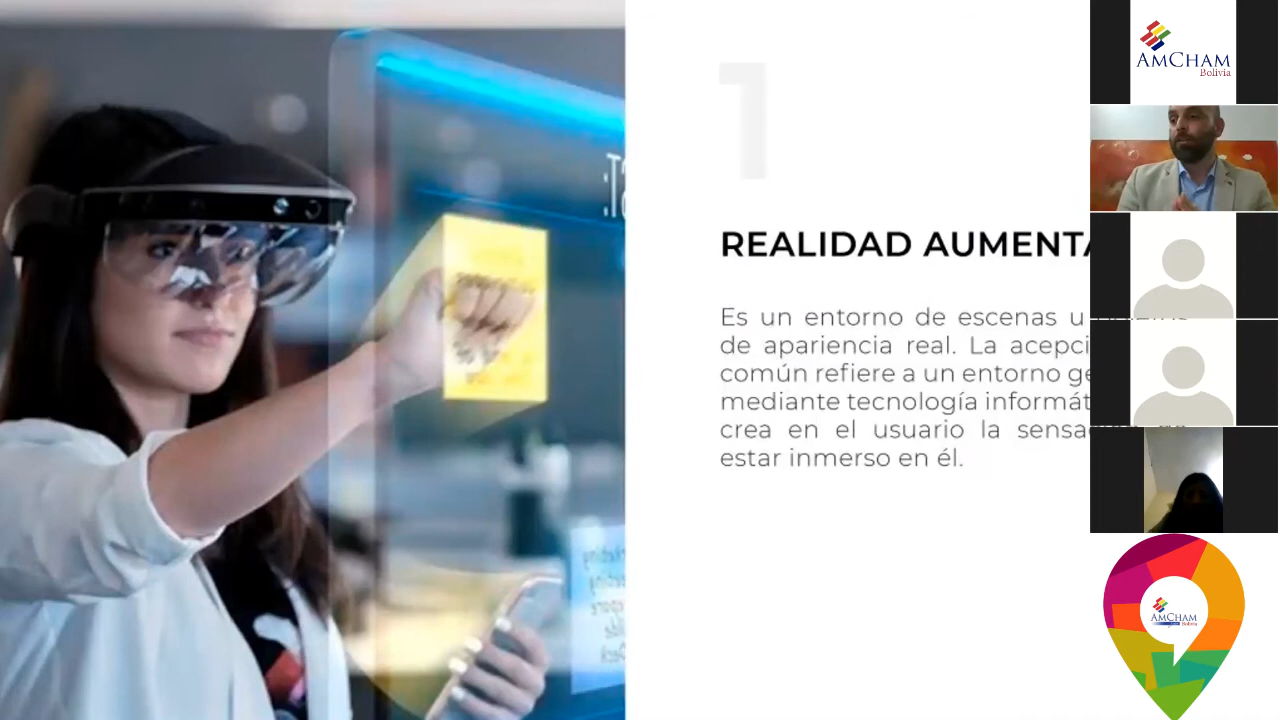 1
REALIDAD AUMENTA
Es un entorno de escenas u
de apariencia real. La acepci
común refiere a un entorno ge
mediante tecnología informát
crea en el usuario la sensa
estar inmerso en él.
AMCHAM
Bolivia
AMCHAM
Bolivia